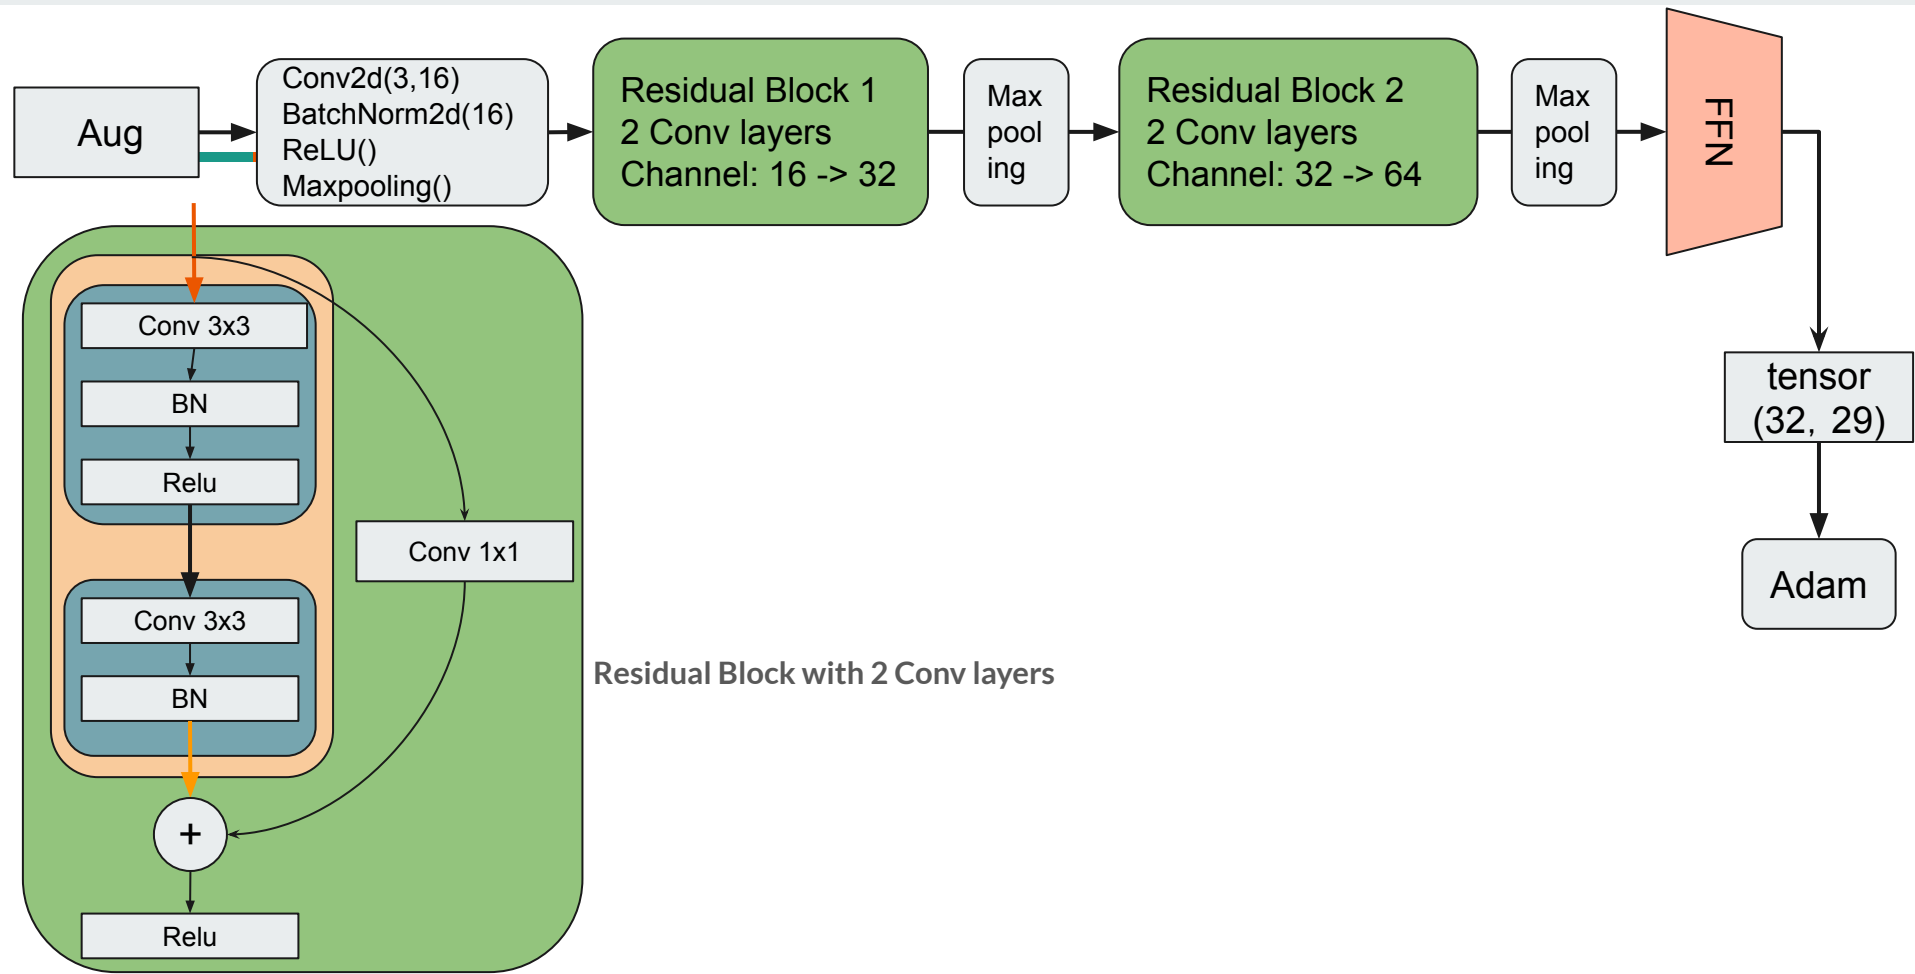 Aug
Conv2d(3,16)
BatchNorm2d(16)
ReLU()
Maxpooling()
Residual Block 1
2 Conv layers
Channel: 16 -> 32
Max
pool
ing
Residual Block 2
2 Conv layers
Channel: 32 -> 64
Max
pool
ing
FFN
tensor
(32, 29)
Adam
Conv 3x3
BN
Relu
Conv 1x1
Conv 3x3
BN
+
Relu
Residual Block with 2 Conv layers